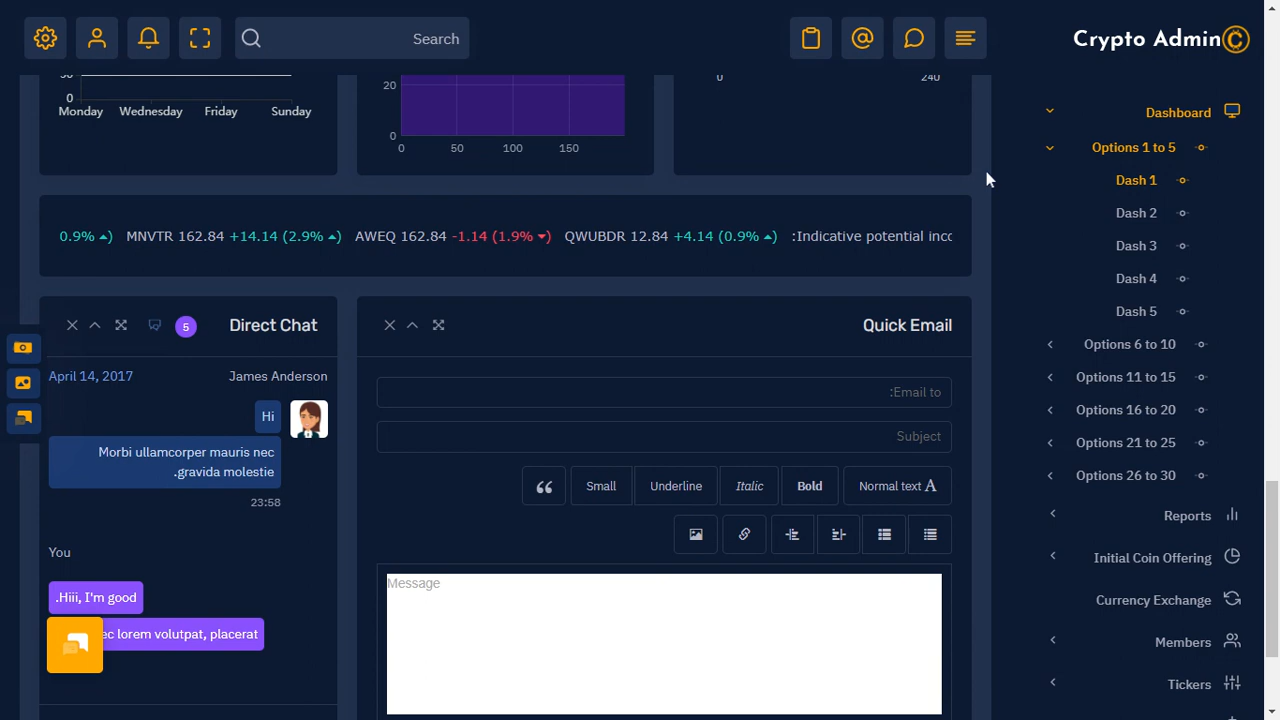 Search
Crypto Admin
0
Monday Wednesday Friday Sunday
20
0
0 50 100 150
0 240
0.9% ) MNVTR 162.84 +14.14 (2.9% ) AWEQ 162.84 -1.14 (1.9% ) QWUBDR 12.84 +4.14 (0.9% ) :Indicative potential
5 Direct Chat
April 14, 2017 James Anderson
Hi
Morbi ullamcorper mauris nec
.gravida molestie
23:58
You
.Hiii, I'm good
ec lorem volutpat, placerat
Quick Email
:Email to
Subject
Small Underline Italic Bold Normal text A
Message
Dashboard
Options 1 to 5
Dash 1
Dash 2
Dash 3
Dash 4
Dash 5
Options 6 to 10
Options 11 to 15
Options 16 to 20
Options 21 to 25
Options 26 to 30
Reports
Initial Coin Offering
Currency Exchange
Members
Tickers